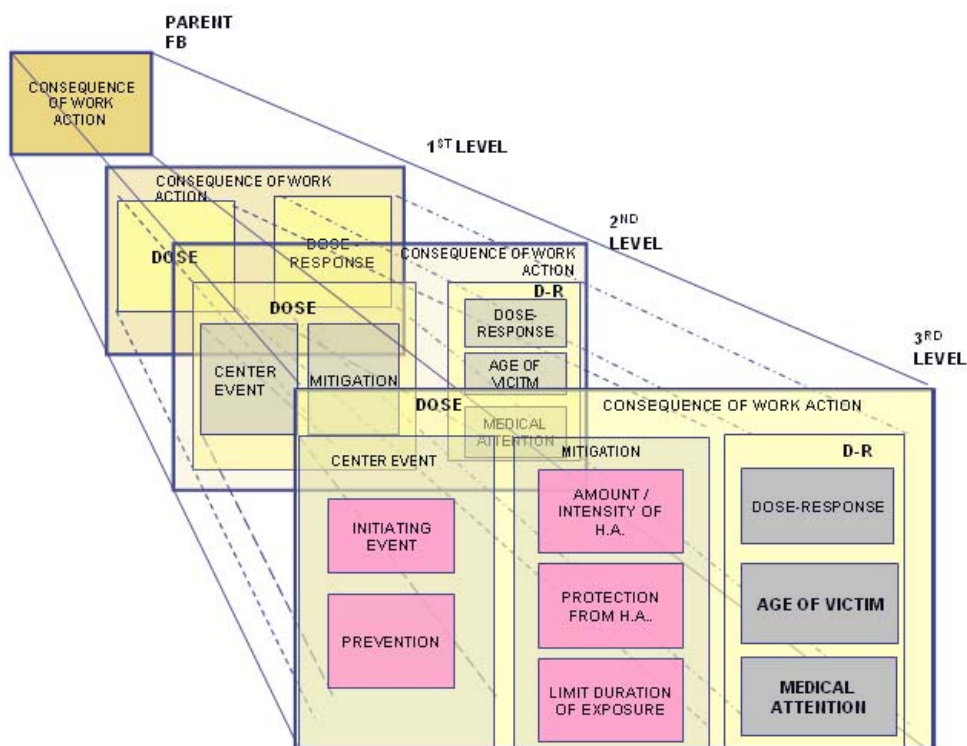 PARENT
FB
CONSEQUENCE
OF WORK
ACTION
1ST LEVEL
CONSEQUENCE OF WORK
ACTION
DOSE
DOSE-
RESPONSE
2ND
LEVEL
CONSEQUENCE OF WORK
ACTION
DOSE
CENTER
EVENT
MITIGATION
D-R
DOSE-
RESPONSE
AGE OF
VICITM
MEDICAL
ATTENTION
3RD
LEVEL
DOSE
CONSEQUENCE OF WORK ACTION
CENTER EVENT
INITIATING
EVENT
PREVENTION
MITIGATION
AMOUNT /
INTENSITY OF
H.A.
PROTECTION
FROM H.A..
LIMIT DURATION
OF EXPOSURE
D-R
DOSE-RESPONSE
AGE OF VICTIM
MEDICAL
ATTENTION